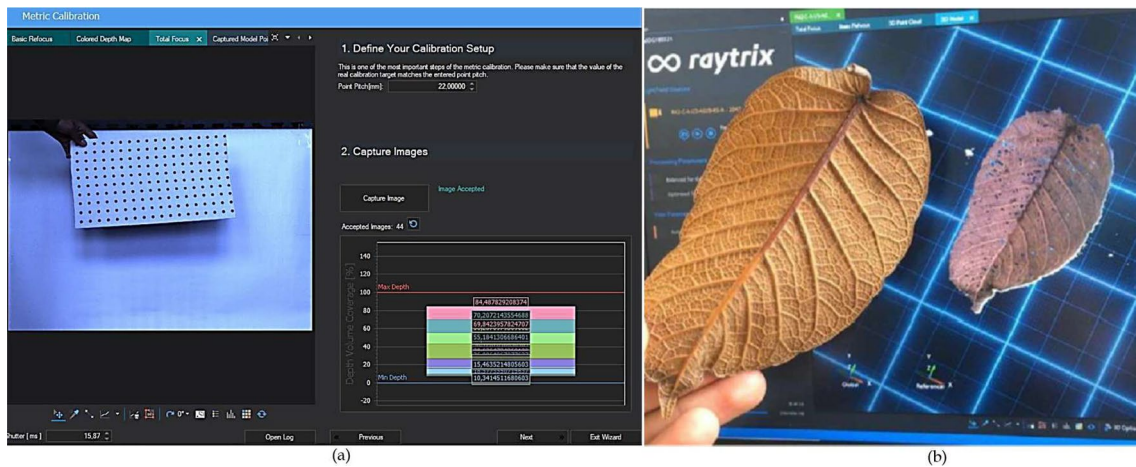 Metric Calibration
Basic Refocus
Colored Depth Map
Total Focus
Captured Model Poi
1. Define Your Calibration Setup
This is one of the most important steps of the metric calibration. Please make sure that the value of the
real calibration target matches the entered point pitch.
Point Pitch[mm]:
22.00000
2. Capture Images
Capture Image
Image Accepted
Accepted Images: 44
Depth Volume Coverage [%]
140
120
Max Depth
100
80
60
40
20
Min Depth
0
-20
84,487829208374
70,2072143554688
69,8423957824707
55,1841306686401
15,4635214805603
10,3414511680603
0°
Shutter [ms]
15,87
Open Log
Previous
Next
Exit Wizard
(a)
Total Focus
Basic Refocus
3D Point Cloud
3D Model
raytrix
Global
Reference
Y
X
Y
X
(b)